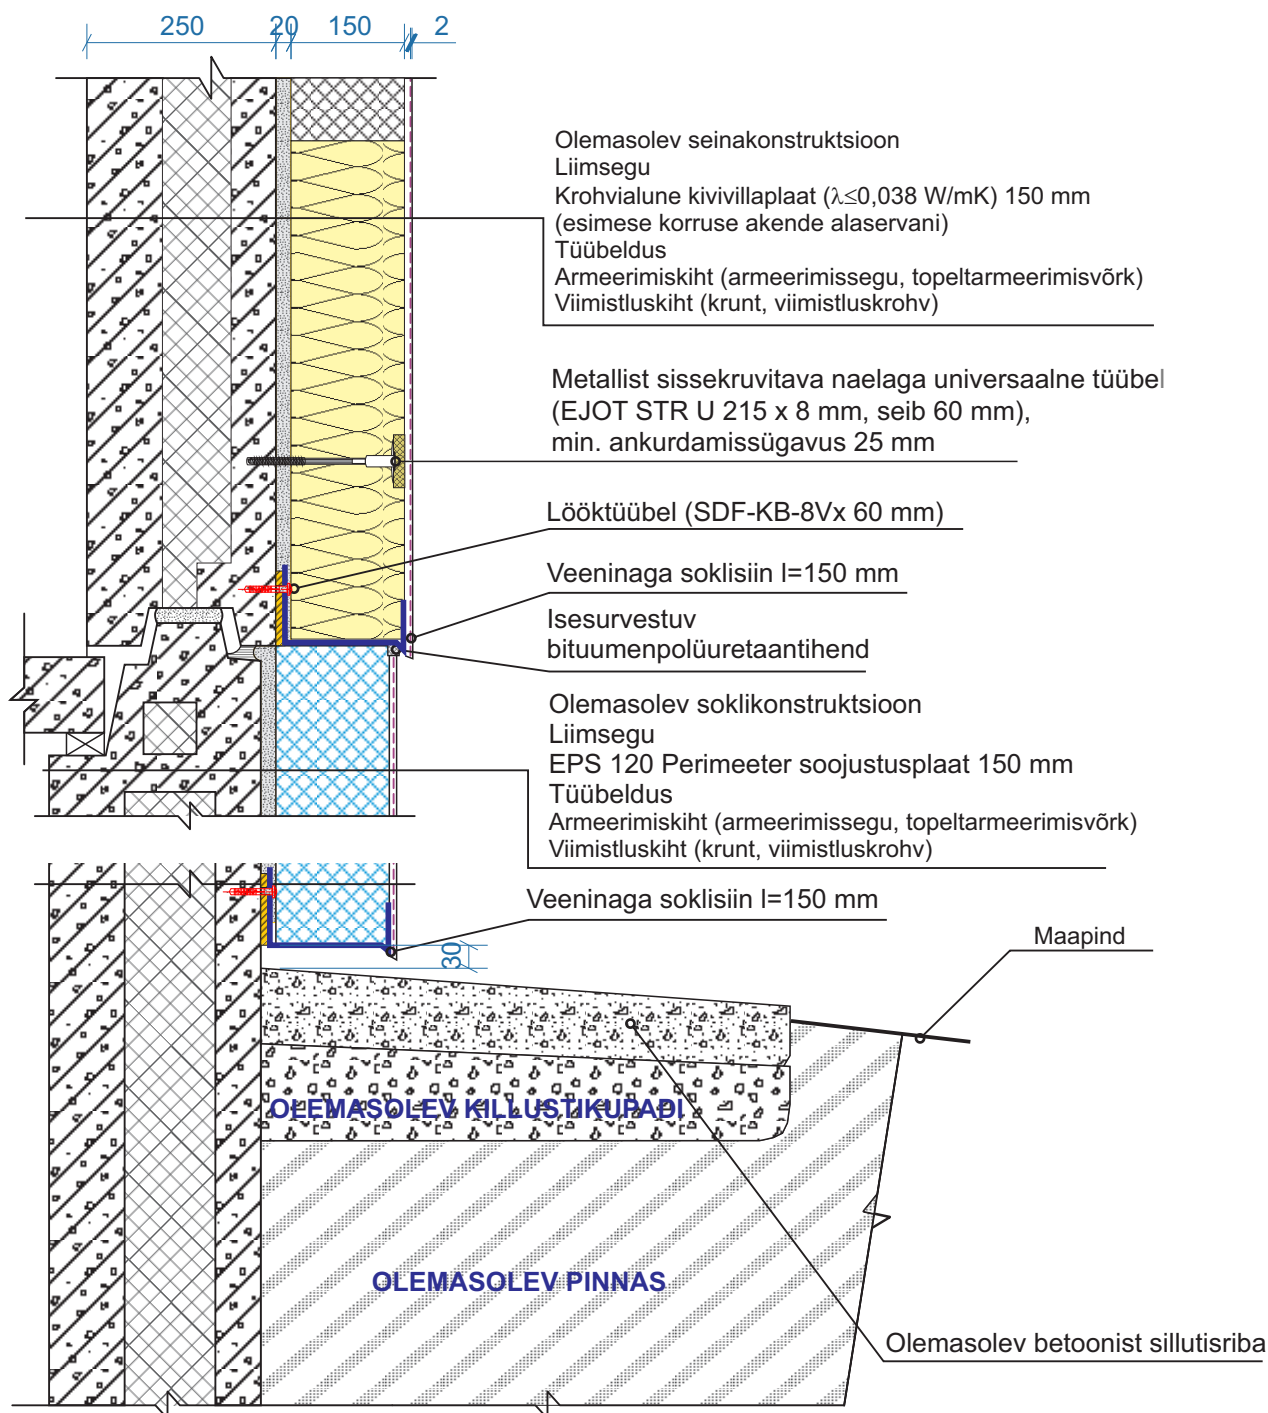 250 20 150 2
Olemasolev seinakonstruktsioon
Liimsegu
Krohvialune kivivillaplaat (λ≤0,038 W/mK) 150 mm
(esimese korruse akende alaservani)
Tüübeldus
Armeerimiskiht (armeerimissegu, topeltarmeerimisvõrk)
Viimistluskiht (krunt, viimistluskrohv)
Metallist sissekruvitava naelaga universaalne tüübel
(EJOT STR U 215 x 8 mm, seib 60 mm),
min. ankurdamissügavus 25 mm
Lööktüübel (SDF-KB-8Vx 60 mm)
Veeninaga soklisiin l=150 mm
Isesurvestuv
bituumenpolüuretaantihend
Olemasolev soklikonstruktsioon
Liimsegu
EPS 120 Perimeeter soojustusplaat 150 mm
Tüübeldus
Armeerimiskiht (armeerimissegu, topeltarmeerimisvõrk)
Viimistluskiht (krunt, viimistluskrohv)
Veeninaga soklisiin l=150 mm
30
Maapind
OLEMASOLEV KILLUSTIKUPADI
OLEMASOLEV PINNAS
Olemasolev betoonist sillutisriba